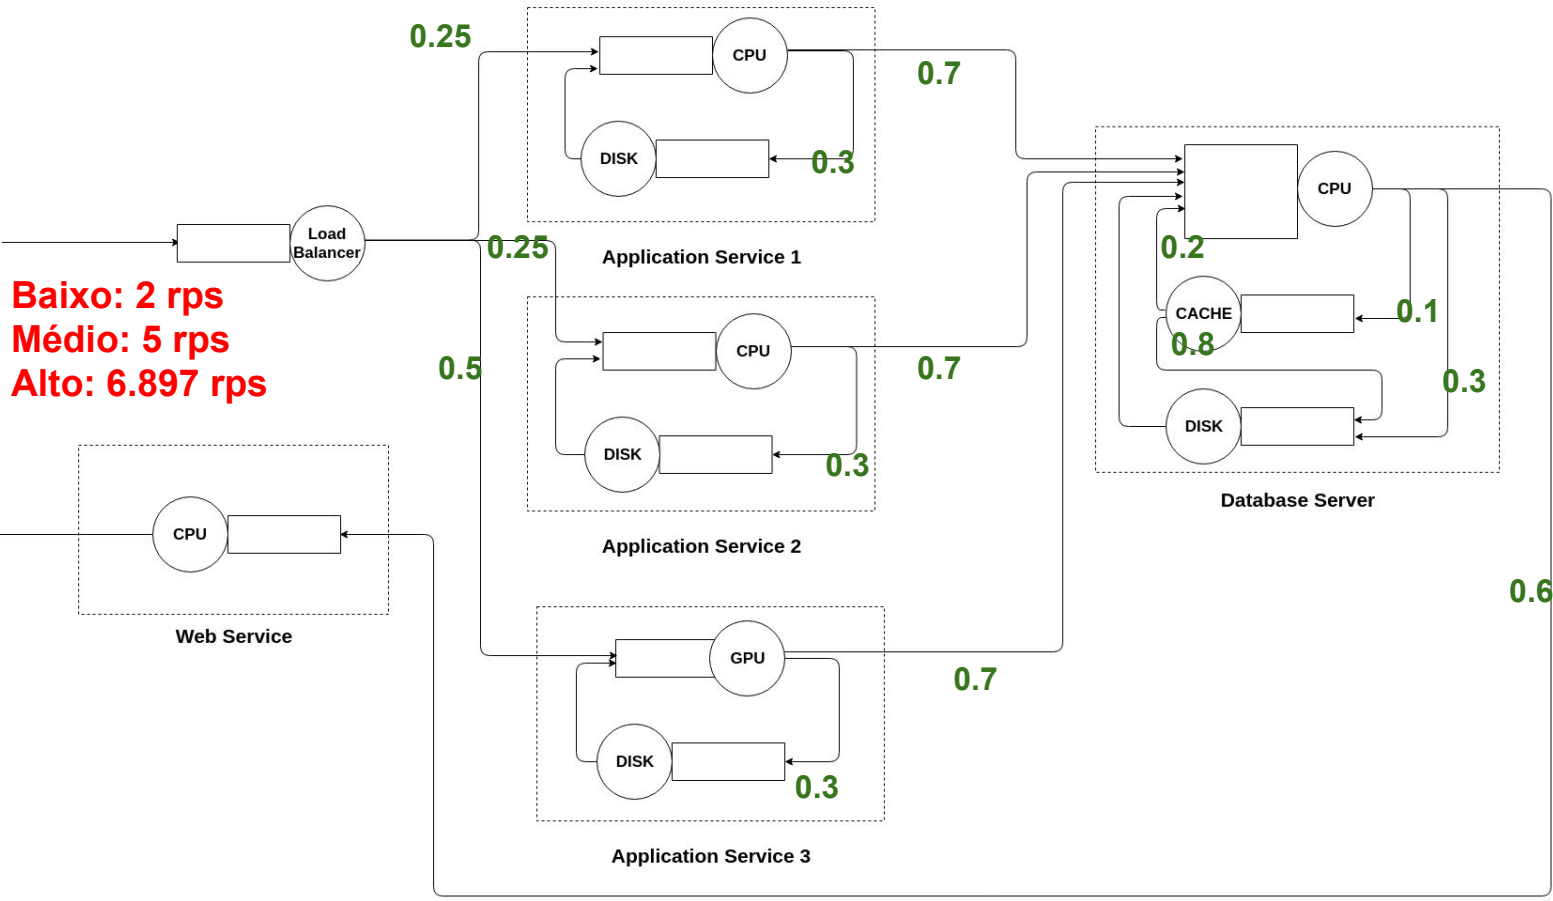 0.25
CPU
0.7
DISK
0.3
CPU
Load
Balancer
0.25
Application Service 1
0.2
Baixo: 2 rps
Médio: 5 rps
Alto: 6.897 rps
CACHE
0.1
0.8
CPU
0.5
0.7
0.3
DISK
0.3
DISK
Database Server
CPU
Application Service 2
0.6
Web Service
GPU
0.7
DISK
0.3
Application Service 3